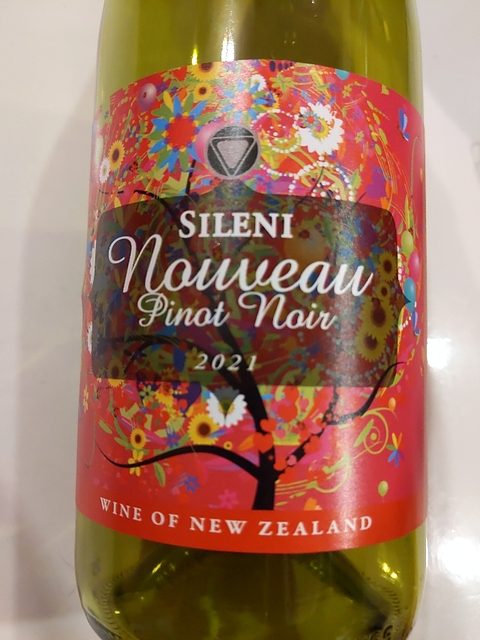 SILENI
Nouveau
Pinot Noir
2021
WINE OF NEW ZEALAND